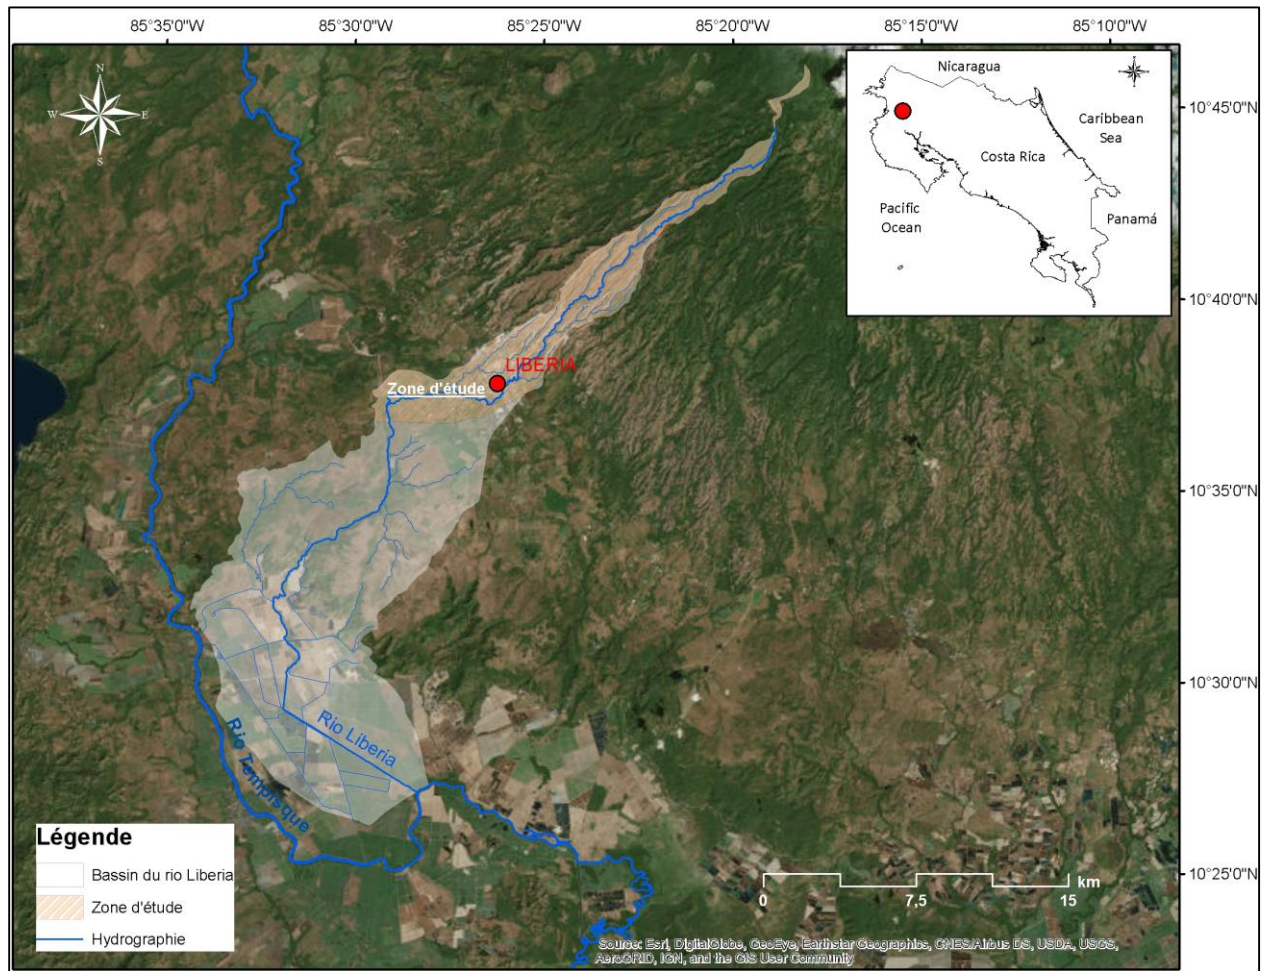 85°35'0"W
85°30'0"W
85°25'0"W
85°20'0"W
85°15'0"W
85°10'0"W
N
W
E
S
Nicaragua
Caribbean
Sea
Costa Rica
Pacific
Ocean
Panamá
10°45'0"N
10°40'0"N
LIBERIA
Zone d'étude
10°35'0"N
10°30'0"N
Rio Liberia
Rio Tempisque
Légende
Bassin du rio Liberia
Zone d'étude
Hydrographie
10°25'0"N
km
0
7,5
15
Source: Esri, DigitalGlobe, GeoEye, Earthstar Geographics, CNES/Airbus DS, USDA, USGS,
AeroGRID, IGN, and the GIS User Community